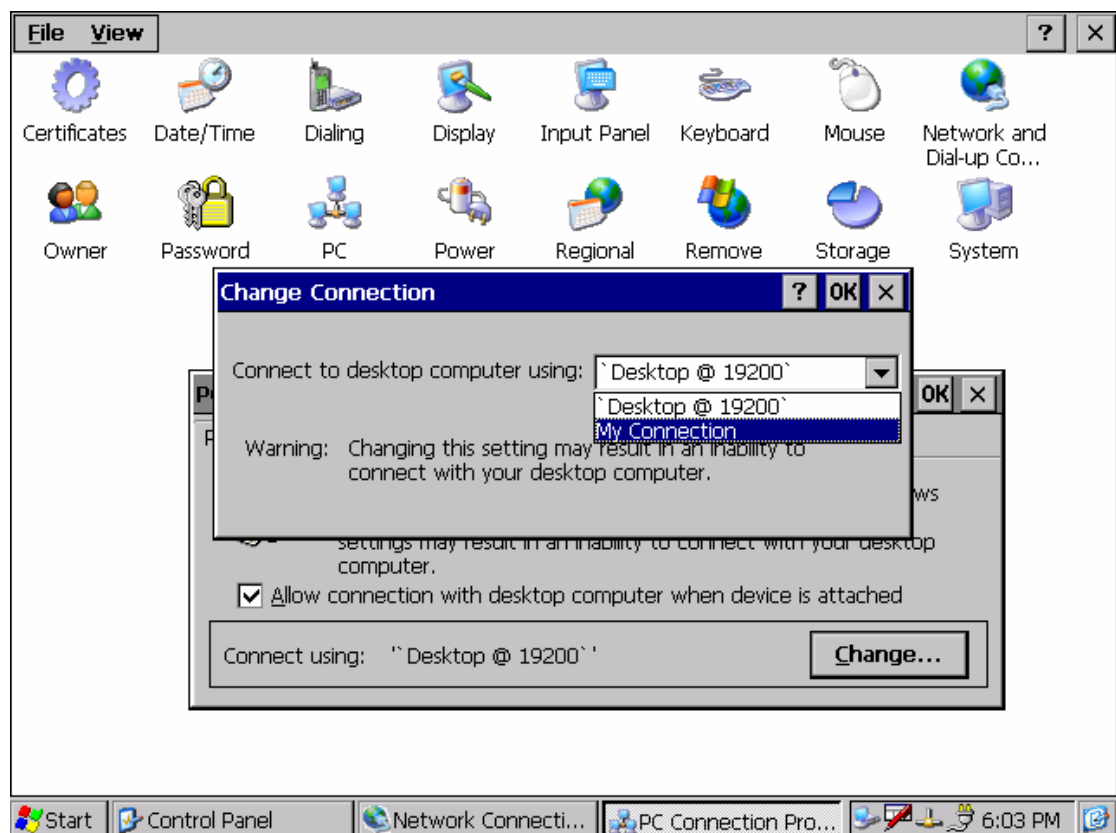 File View ? ×
Certificates Date/Time Dialing Display Input Panel Keyboard Mouse Network and
Dial-up Co...
Owner Password PC Power Regional Remove Storage System
Change Connection ? OK ×
Connect to desktop computer using: `Desktop @ 19200`
`Desktop @ 19200`
My Connection
Warning: Changing this setting may result in an inability to
connect with your desktop computer.
OK ×
settings may result in an inability to connect with your desktop
computer.
Allow connection with desktop computer when device is attached
Connect using: '`Desktop @ 19200`' Change...
Start Control Panel Network Connecti... PC Connection Pro... 6:03 PM